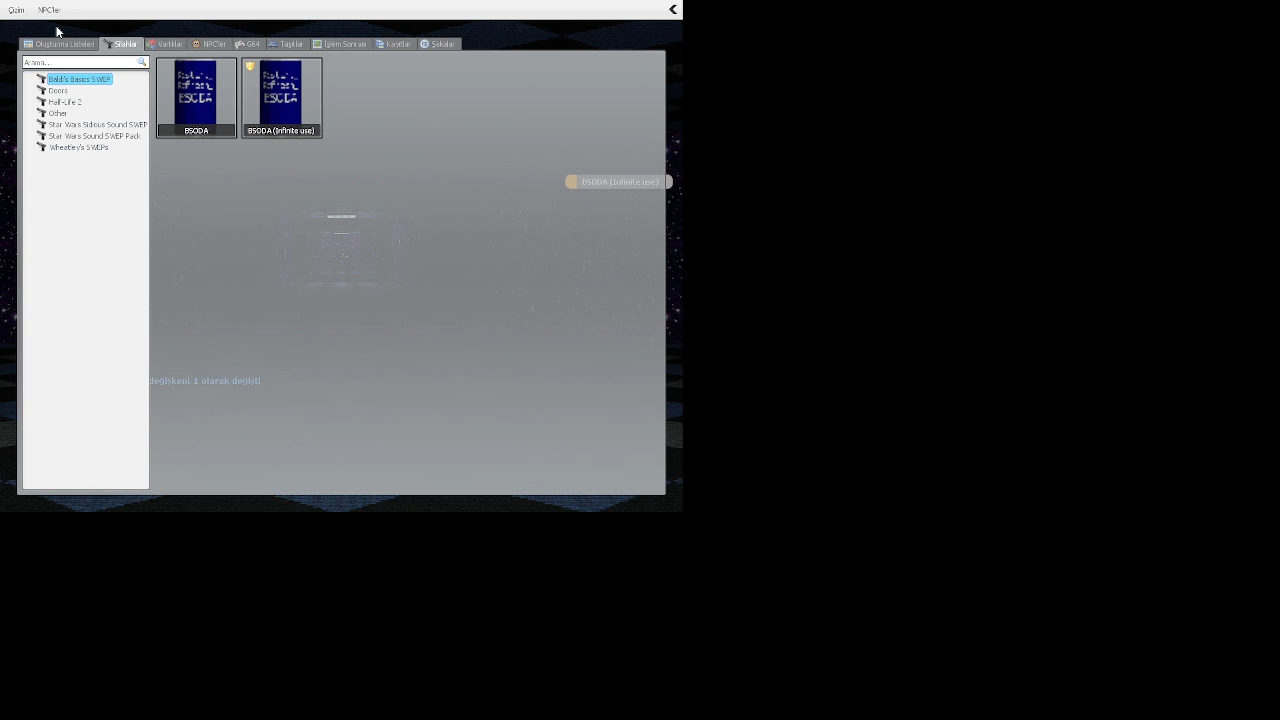 Çizim NPC'ler
Oluşturma Listeleri Silahlar Varlıklar NPC'ler G64 Taşıtlar İşlem Sonrası Kayıtlar Şakalar
Arama...
Baldi's Basics SWEP
Doors
Half-Life 2
Other
Star Wars Sidious Sound SWEP
Star Wars Sound SWEP Pack
Wheatley's SWEPs
BSODA
BSODA
BSODA
BSODA (Infinite use)
BSODA (Infinite use)
değişkeni 1 olarak değişti